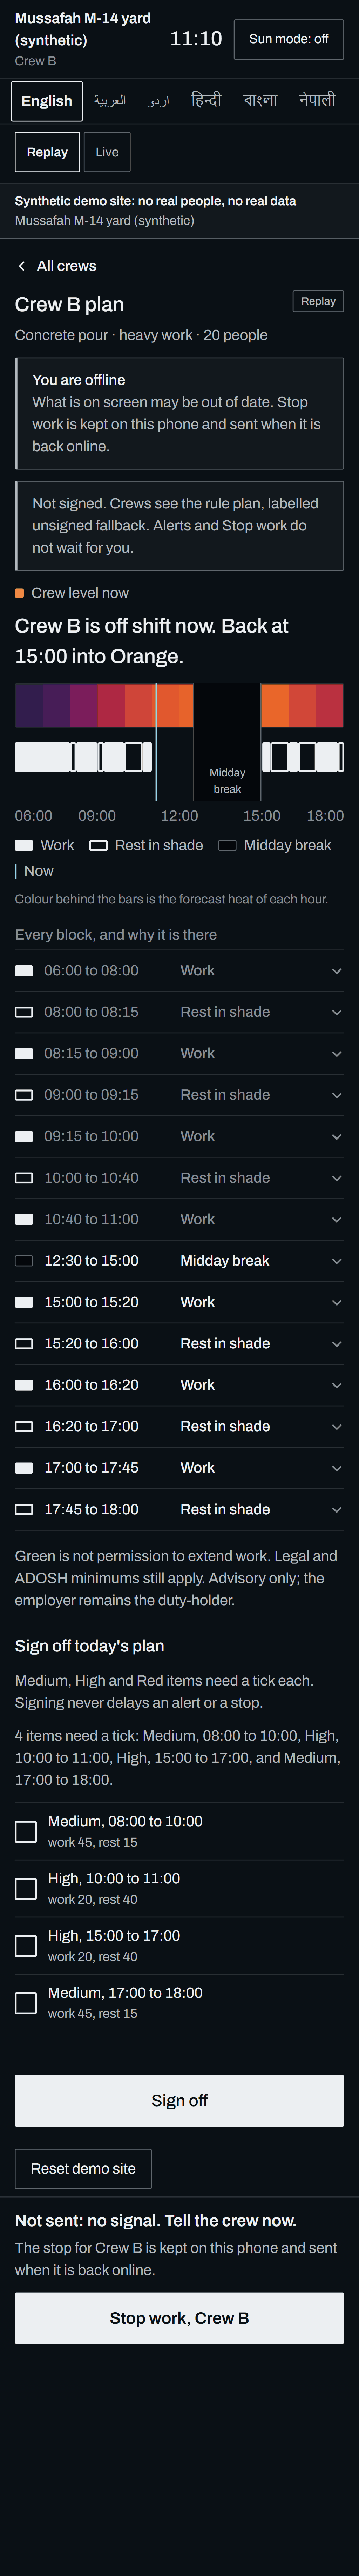 Mussafah M-14 yard
(synthetic)
Crew B
11:10
Sun mode: off
English
العربية
اردو
हिन्दी
বাংলা
नेपाली
Replay
Live
Synthetic demo site: no real people, no real data
Mussafah M-14 yard (synthetic)
All crews
Crew B plan
Replay
Concrete pour · heavy work · 20 people
You are offline
What is on screen may be out of date. Stop
work is kept on this phone and sent when it is
back online.
Not signed. Crews see the rule plan, labelled
unsigned fallback. Alerts and Stop work do
not wait for you.
Crew level now
Crew B is off shift now. Back at
15:00 into Orange.
Midday
break
06:00 09:00 12:00 15:00 18:00
Work Rest in shade Midday break
Now
Colour behind the bars is the forecast heat of each hour.
Every block, and why it is there
06:00 to 08:00 Work
08:00 to 08:15 Rest in shade
08:15 to 09:00 Work
09:00 to 09:15 Rest in shade
09:15 to 10:00 Work
10:00 to 10:40 Rest in shade
10:40 to 11:00 Work
12:30 to 15:00 Midday break
15:00 to 15:20 Work
15:20 to 16:00 Rest in shade
16:00 to 16:20 Work
16:20 to 17:00 Rest in shade
17:00 to 17:45 Work
17:45 to 18:00 Rest in shade
Green is not permission to extend work. Legal and
ADOSH minimums still apply. Advisory only; the
employer remains the duty-holder.
Sign off today's plan
Medium, High and Red items need a tick each.
Signing never delays an alert or a stop.
4 items need a tick: Medium, 08:00 to 10:00, High,
10:00 to 11:00, High, 15:00 to 17:00, and Medium,
17:00 to 18:00.
Medium, 08:00 to 10:00
work 45, rest 15
High, 10:00 to 11:00
work 20, rest 40
High, 15:00 to 17:00
work 20, rest 40
Medium, 17:00 to 18:00
work 45, rest 15
Sign off
Reset demo site
Not sent: no signal. Tell the crew now.
The stop for Crew B is kept on this phone and sent
when it is back online.
Stop work, Crew B